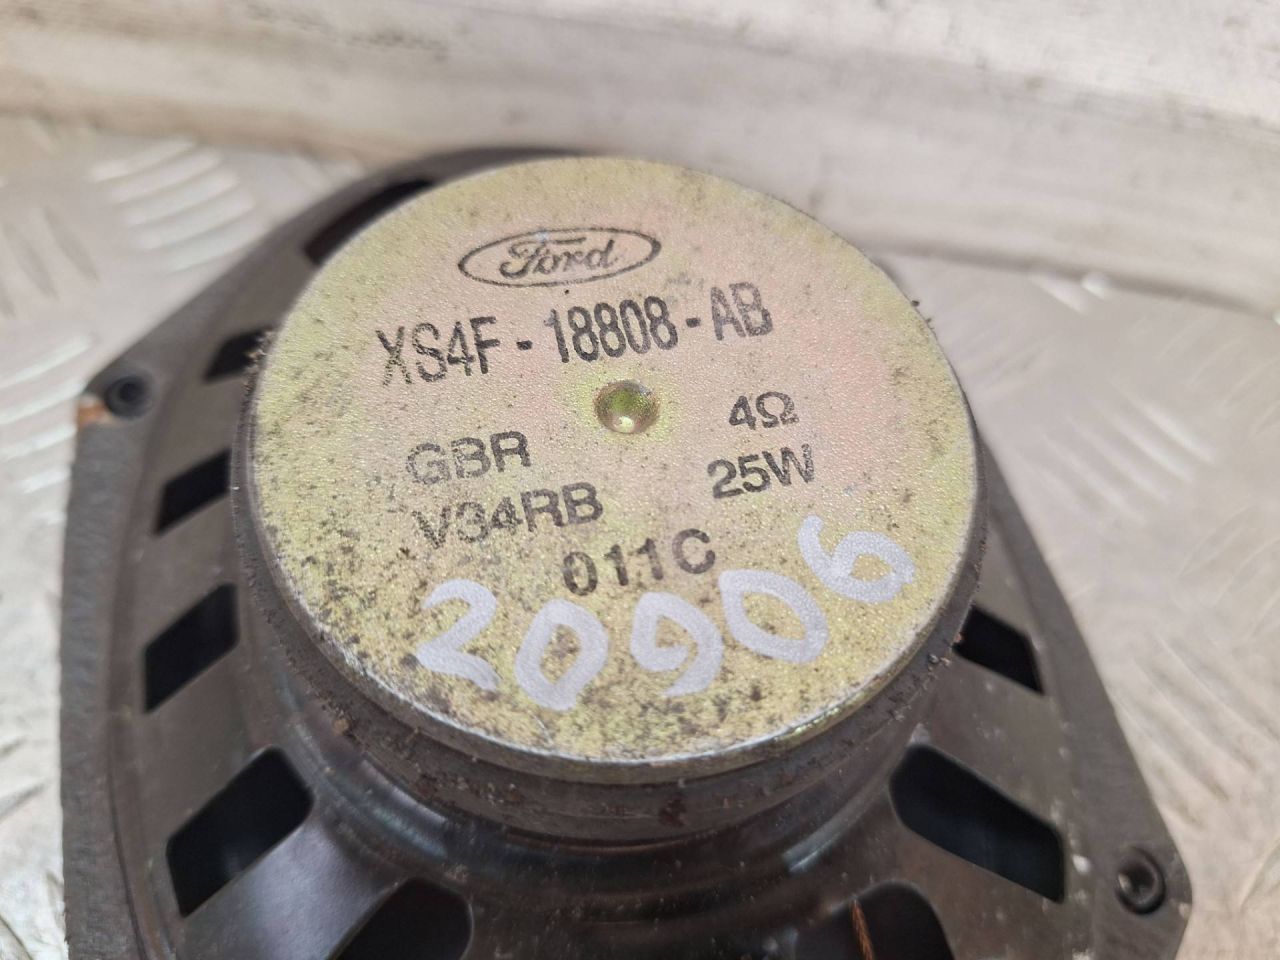 Ford
XS4F-18808-AB
4Ω
GBR
25W
V34RB
011C
20906